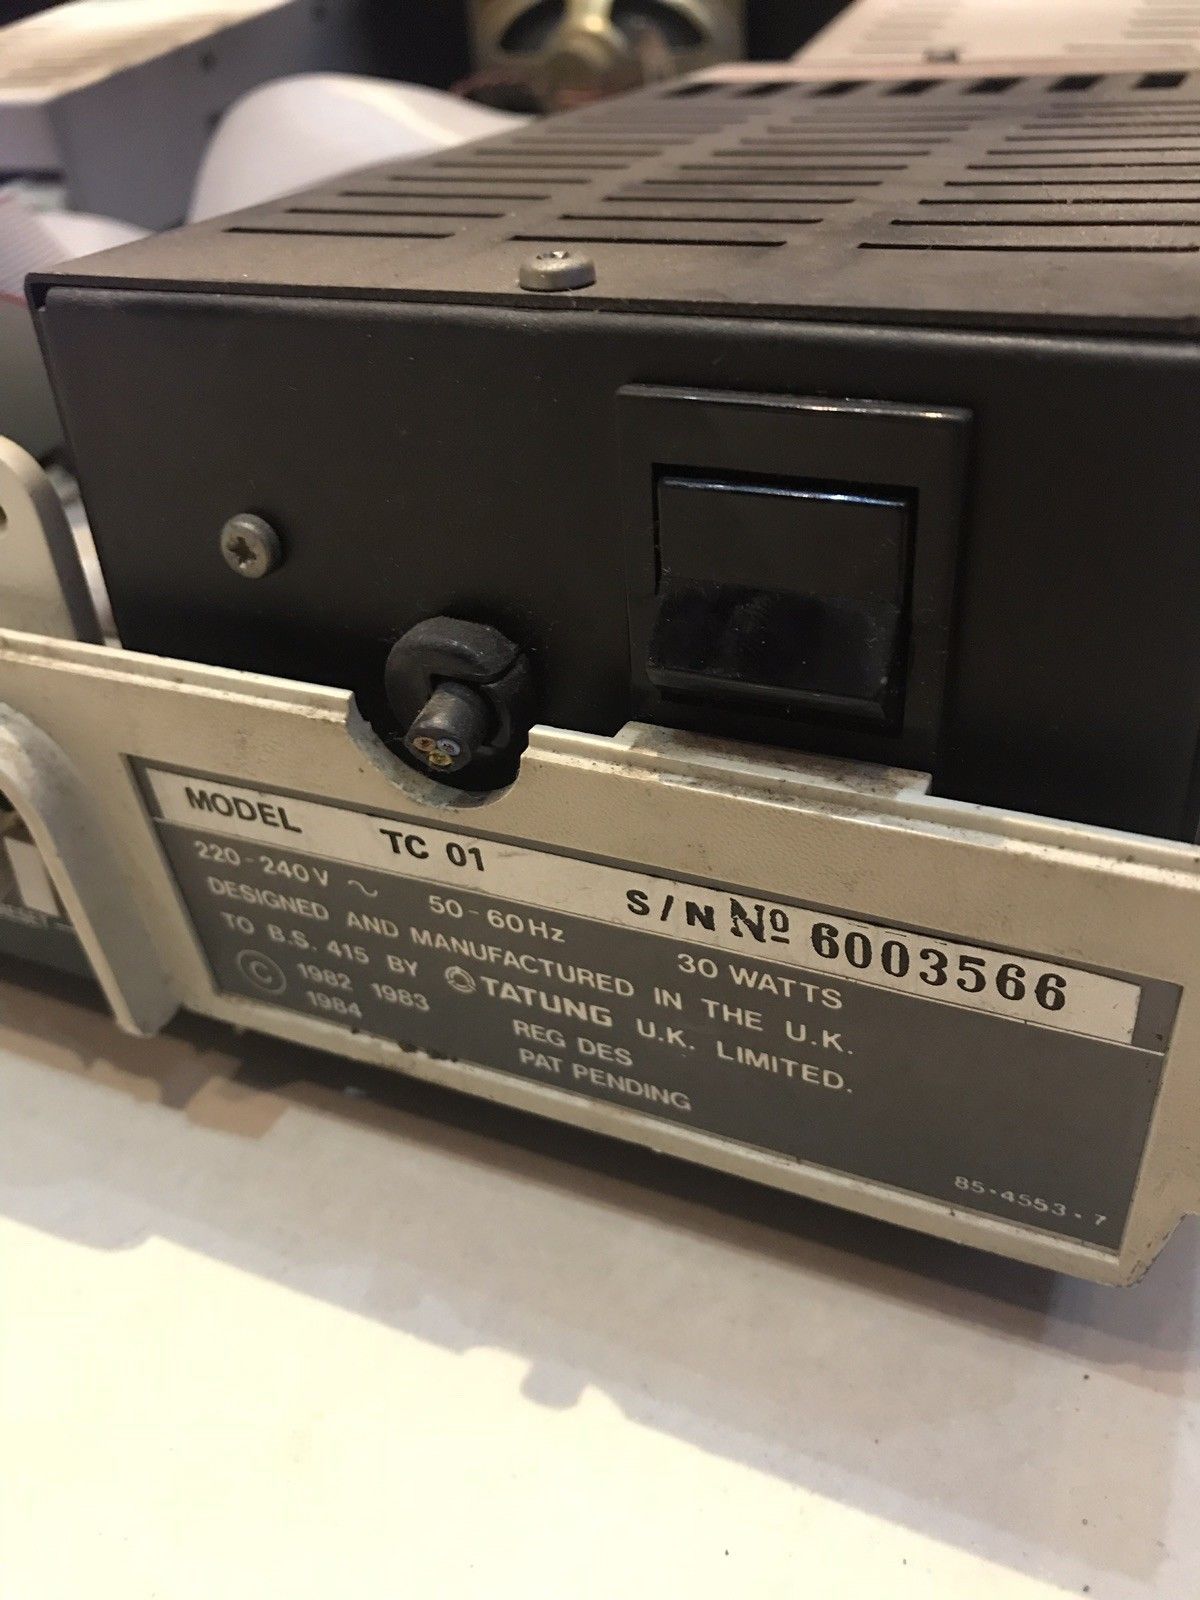 MODEL TC 01 S/N Nº 6003566
220-240V ~ 50-60Hz 30 WATTS
DESIGNED AND MANUFACTURED IN THE U.K.
TO B.S. 415 BY TATUNG U.K. LIMITED.
© 1982 1983 REG DES
1984 PAT PENDING
85·4553·7